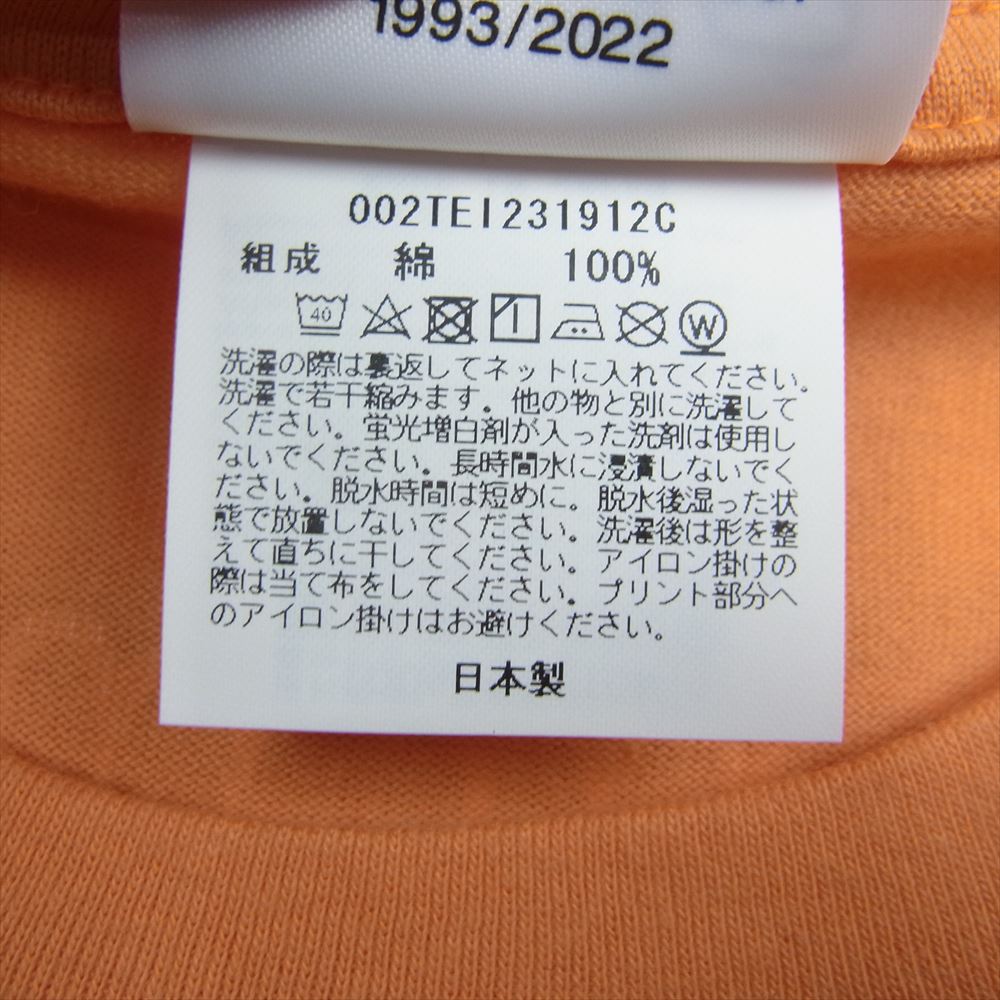 1993/2022
002TEI231912C
組成 綿 100%
40 W
洗濯の際は裏返してネットに入れてください。
洗濯で若干縮みます。他の物と別に洗濯して
ください。蛍光増白剤が入った洗剤は使用し
ないでください。長時間水に浸漬しないでく
ださい。脱水時間は短めに。脱水後湿った状
態で放置しないでください。洗濯後は形を整
えて直ちに干してください。アイロン掛けの
際は当て布をしてください。プリント部分へ
のアイロン掛けはお避けください。
日本製